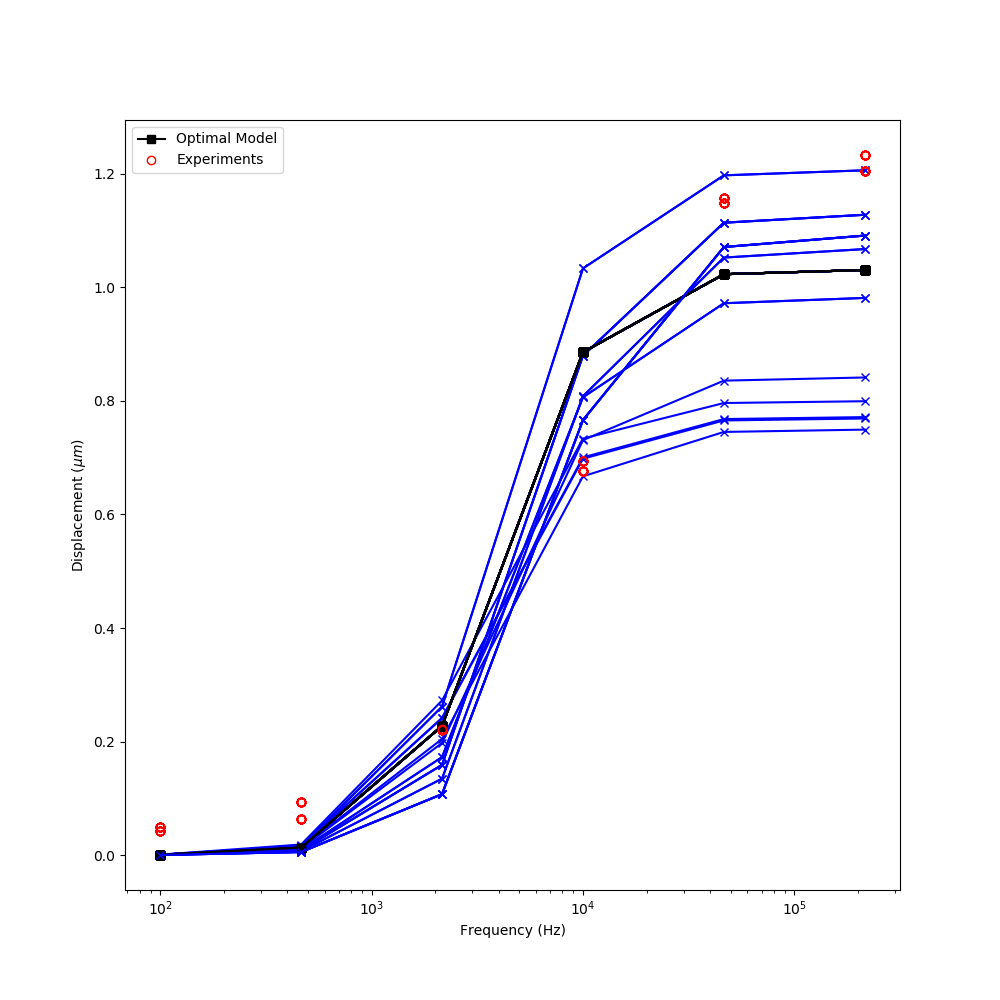 Optimal Model
Experiments
1.2
1.0
0.8
0.6
0.4
0.2
0.0
Displacement (μm)
10²
10³
10⁴
10⁵
Frequency (Hz)